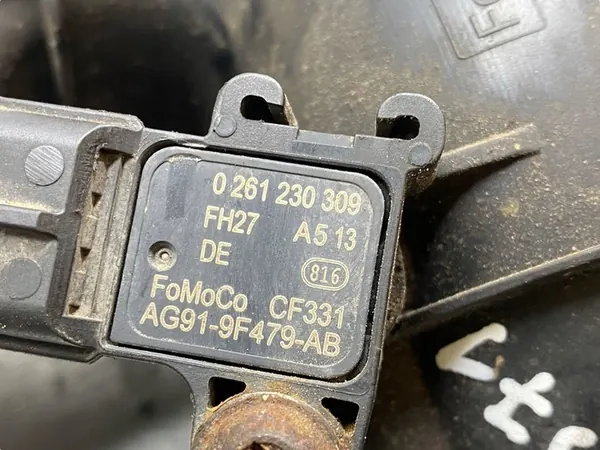 0 261 230 309
FH27 A5 13
DE 816
FoMoCo CF331
AG91-9F479-AB